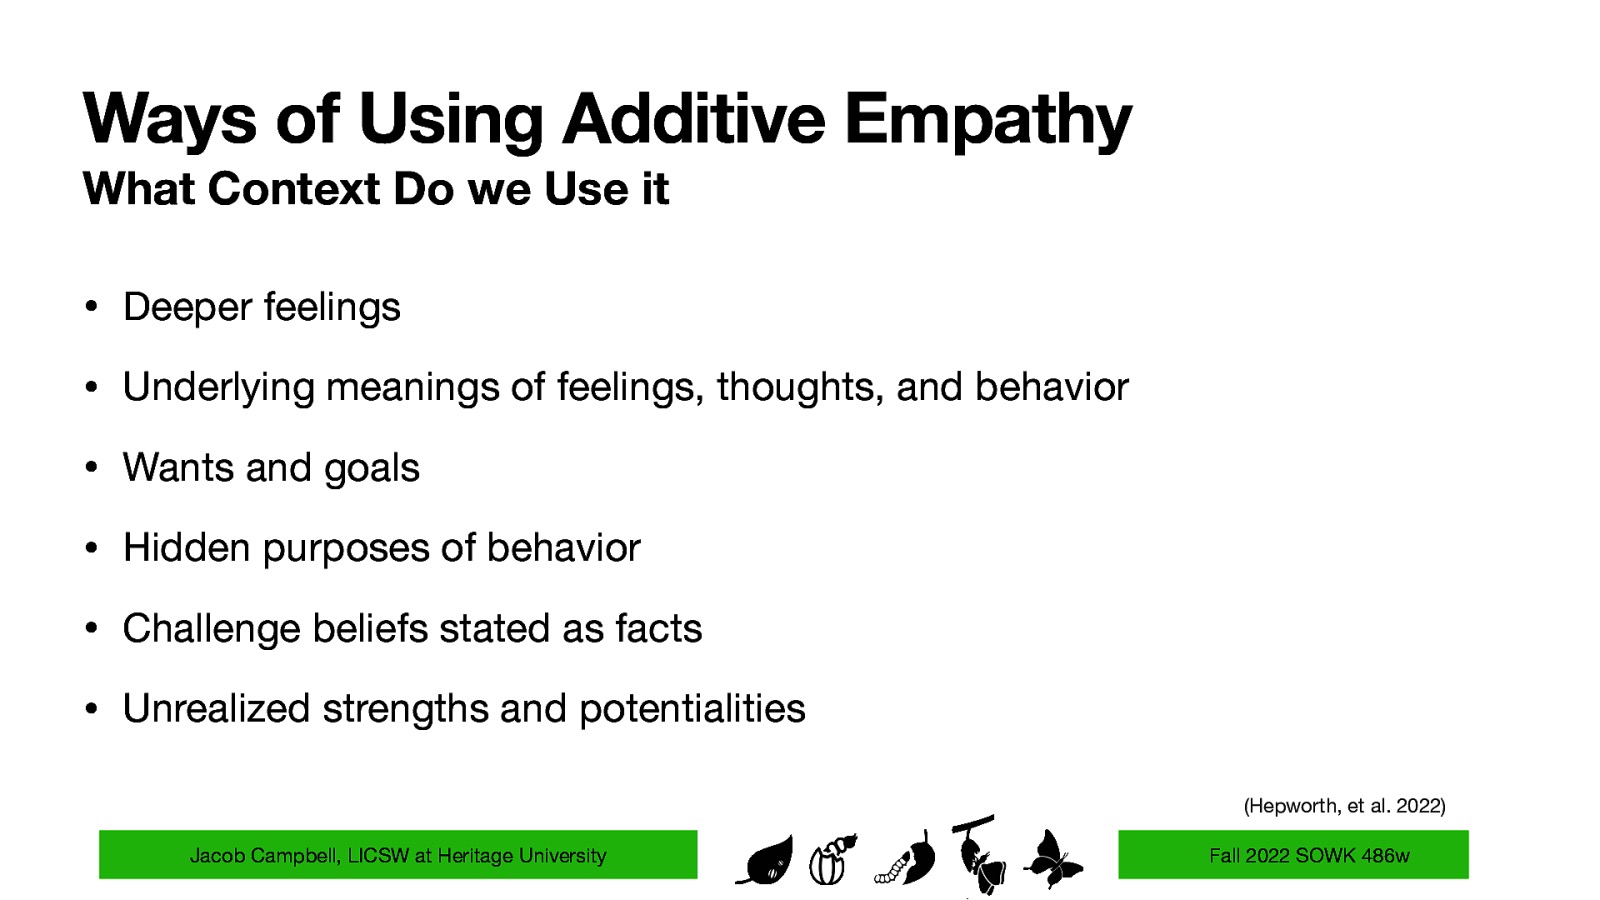 Ways of Using Additive Empathy
What Context Do we Use it
• Deeper feelings
• Underlying meanings of feelings, thoughts, and behavior
• Wants and goals
• Hidden purposes of behavior
• Challenge beliefs stated as facts
• Unrealized strengths and potentialities
(Hepworth, et al. 2022)
Jacob Campbell, LICSW at Heritage University
Fall 2022 SOWK 486w